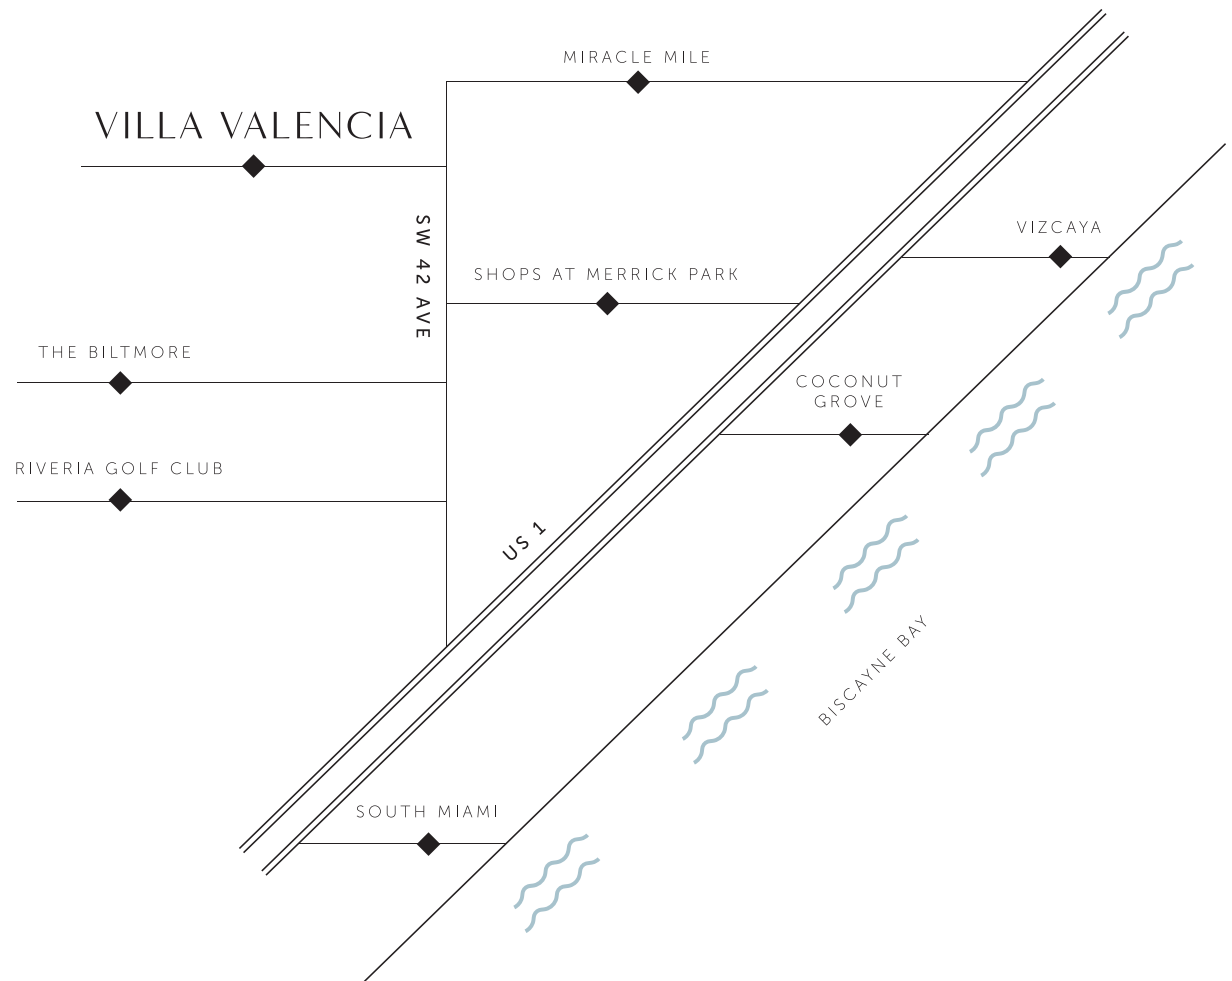 MIRACLE MILE
VILLA VALENCIA
SW 42 AVE
VIZCAYA
SHOPS AT MERRICK PARK
THE BILTMORE
COCONUT
GROVE
RIVERIA GOLF CLUB
US 1
BISCAYNE BAY
SOUTH MIAMI